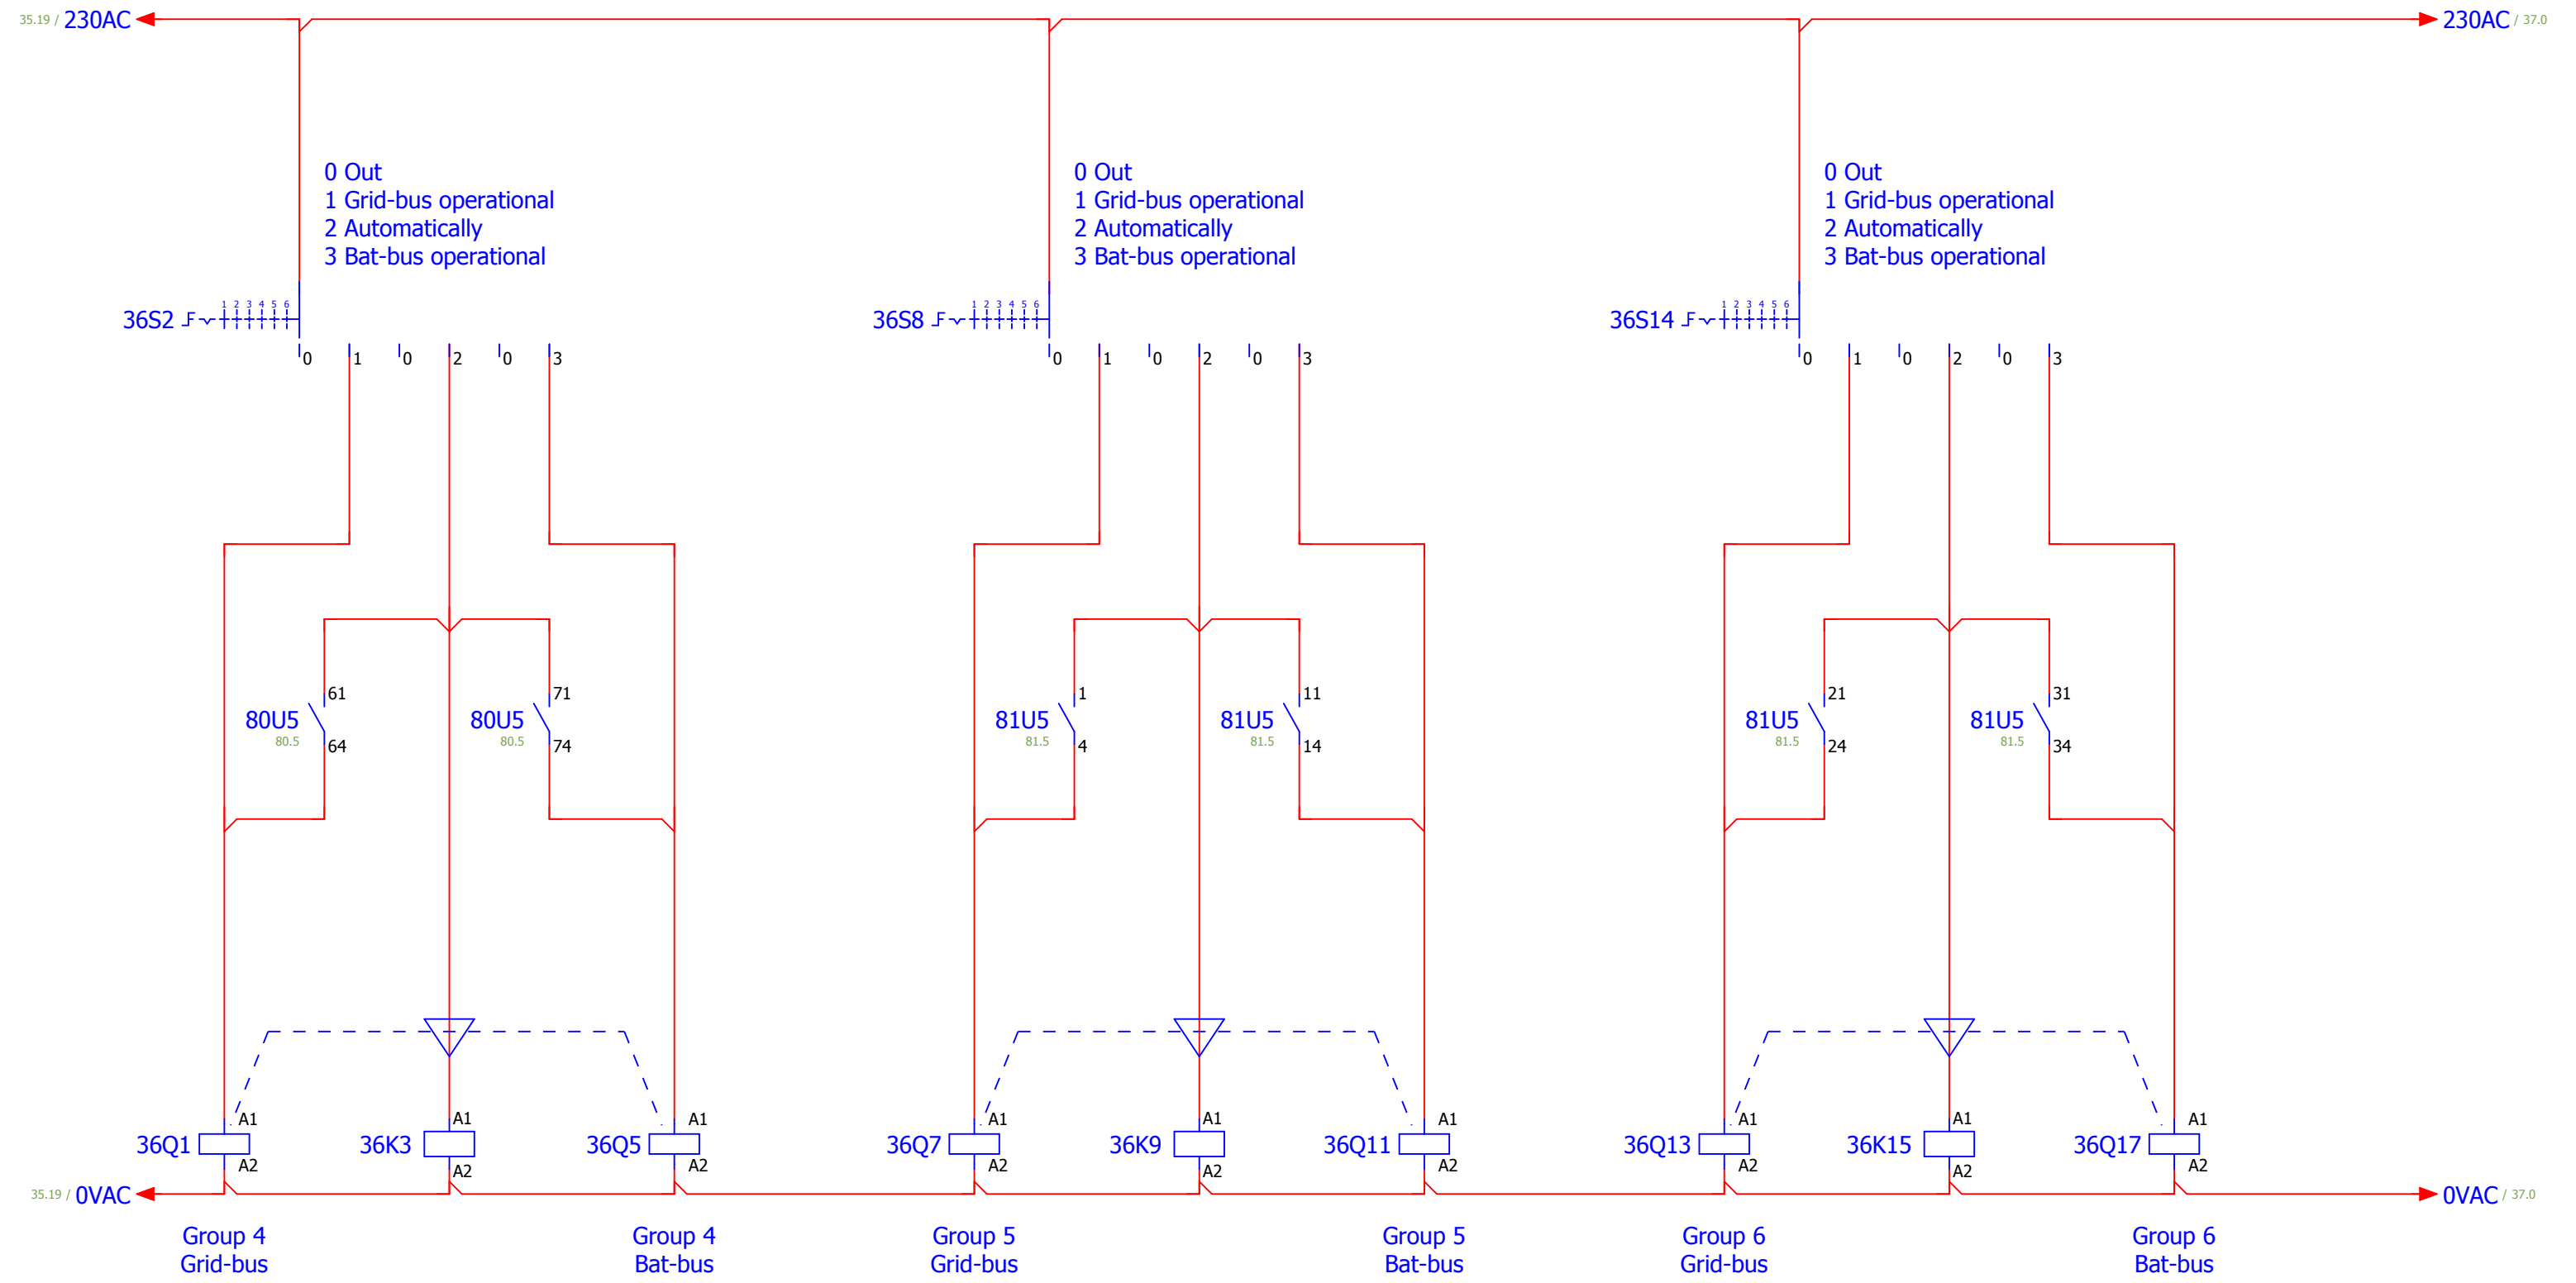 35.19 / 230AC
230AC / 37.0
0 Out
1 Grid-bus operational
2 Automatically
3 Bat-bus operational
0 Out
1 Grid-bus operational
2 Automatically
3 Bat-bus operational
0 Out
1 Grid-bus operational
2 Automatically
3 Bat-bus operational
36S2
1 2 3 4 5 6
0 1 0 2 0 3
36S8
1 2 3 4 5 6
0 1 0 2 0 3
36S14
1 2 3 4 5 6
0 1 0 2 0 3
61
80U5
80.5
64
71
80U5
80.5
74
1
81U5
81.5
4
11
81U5
81.5
14
21
81U5
81.5
24
31
81U5
81.5
34
A1
36Q1
A2
A1
36K3
A2
A1
36Q5
A2
A1
36Q7
A2
A1
36K9
A2
A1
36Q11
A2
A1
36Q13
A2
A1
36K15
A2
A1
36Q17
A2
35.19 / 0VAC
0VAC / 37.0
Group 4
Grid-bus
Group 4
Bat-bus
Group 5
Grid-bus
Group 5
Bat-bus
Group 6
Grid-bus
Group 6
Bat-bus